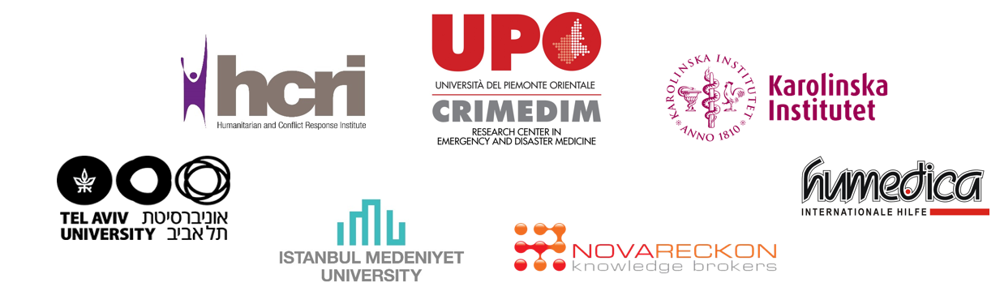 hcri
Humanitarian and Conflict Response Institute
UPO
UNIVERSITÀ DEL PIEMONTE ORIENTALE
CRIMEDIM
RESEARCH CENTER IN
EMERGENCY AND DISASTER MEDICINE
KAROLINSKA INSTITUTET
ANNO 1810
Karolinska
Institutet
TEL AVIV אוניברסיטת
UNIVERSITY תל אביב
ISTANBUL MEDENIYET
UNIVERSITY
NOVARECKON
knowledge brokers
humedica
INTERNATIONALE HILFE